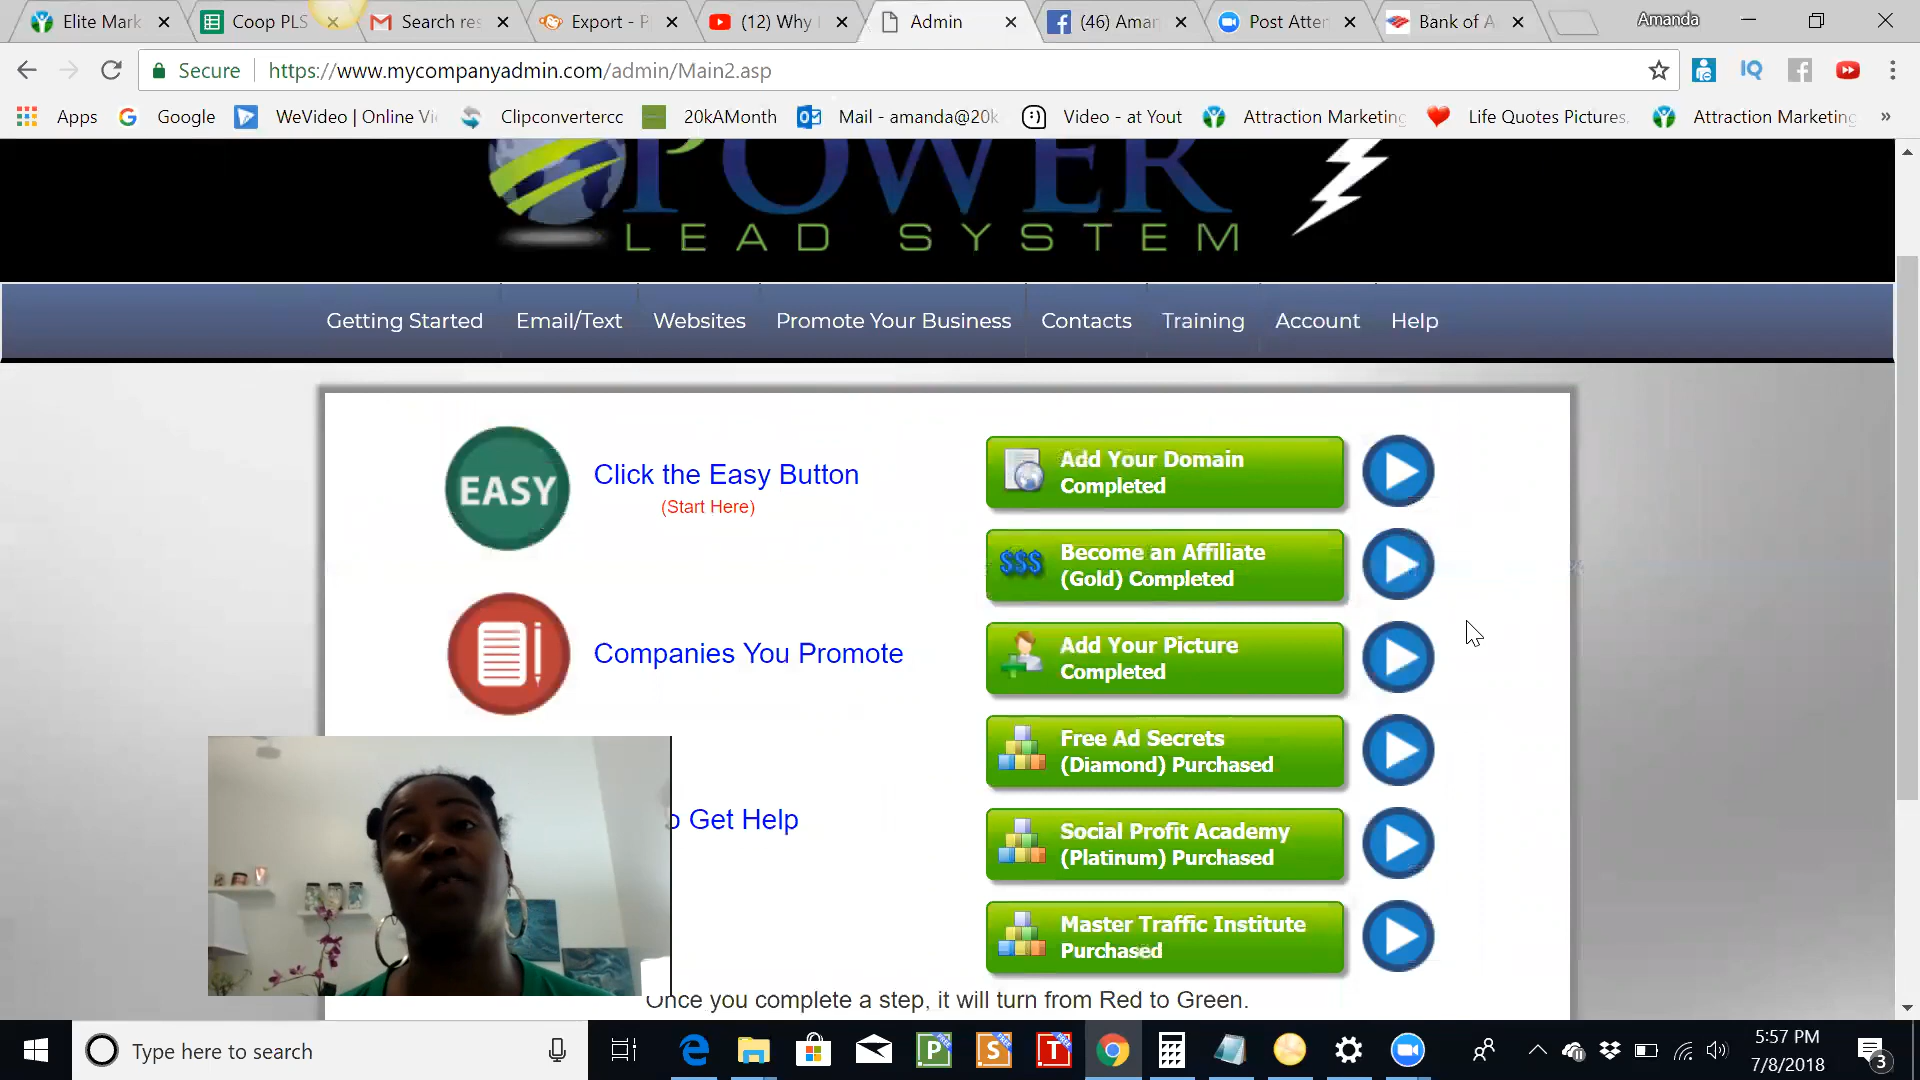 Elite Mark
Coop PLS
Search res
Export - P
(12) Why
Admin
(46) Aman
Post Atter
Bank of A
Amanda
Secure
https://www.mycompanyadmin.com/admin/Main2.asp
IQ
Apps
Google
WeVideo | Online Vi
Clipconvertercc
20kAMonth
Mail - amanda@20k
Video - at Yout
Attraction Marketing
Life Quotes Pictures.
Attraction Marketing
»
POWER
LEAD SYSTEM
Getting Started
Email/Text
Websites
Promote Your Business
Contacts
Training
Account
Help
EASY
Click the Easy Button
(Start Here)
Companies You Promote
o Get Help
Add Your Domain
Completed
$$$
Become an Affiliate
(Gold) Completed
Add Your Picture
Completed
Free Ad Secrets
(Diamond) Purchased
Social Profit Academy
(Platinum) Purchased
Master Traffic Institute
Purchased
Once you complete a step, it will turn from Red to Green.
Type here to search
P
S
T
5:57 PM
7/8/2018
3